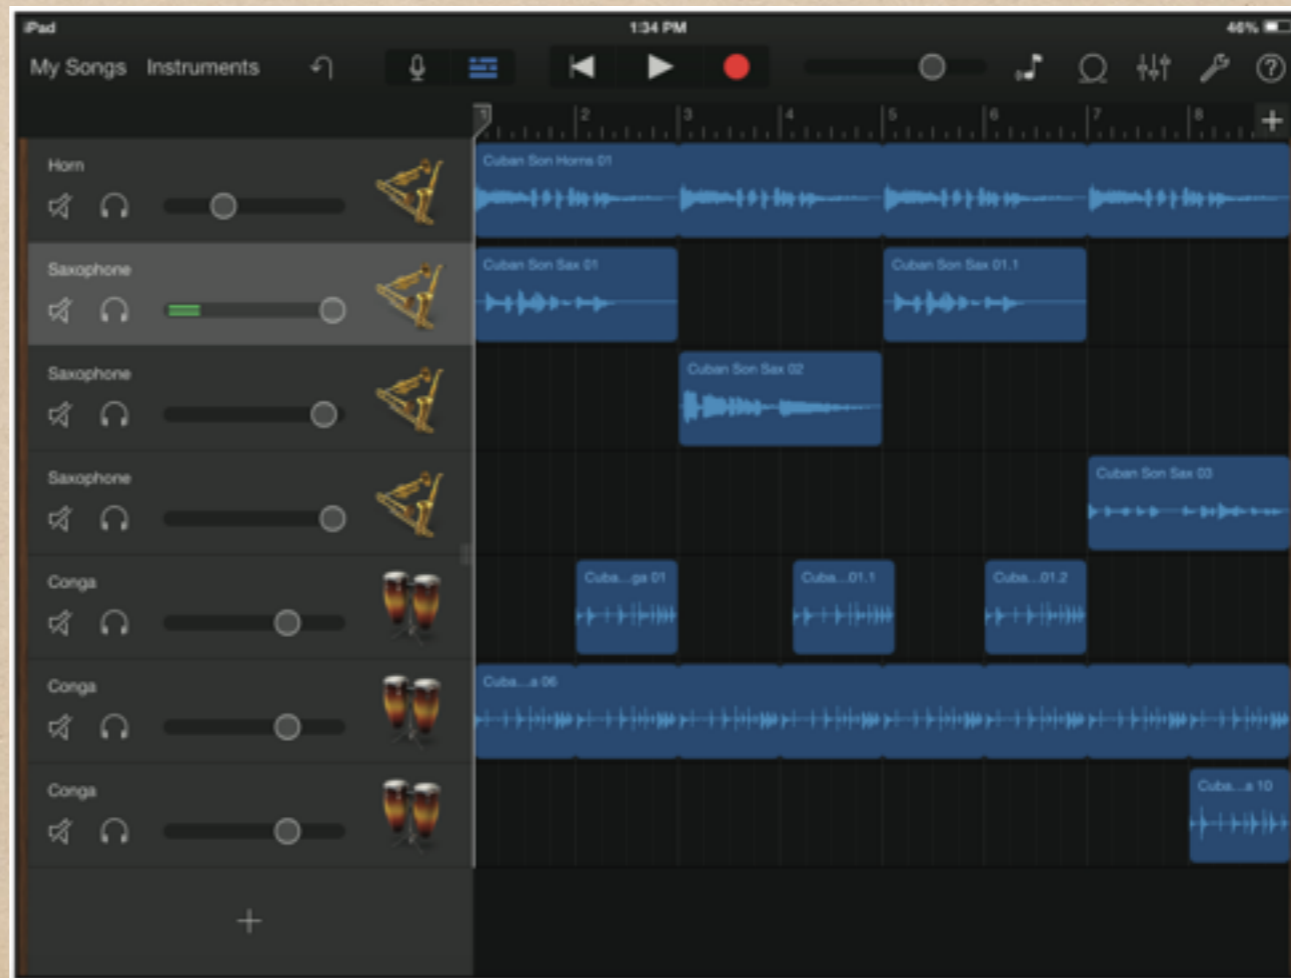 iPad 1:34 PM 46%
My Songs Instruments ?
1 2 3 4 5 6 7 8 +
Horn
Cuban Son Horns 01
Saxophone
Cuban Son Sax 01
Cuban Son Sax 01.1
Saxophone
Cuban Son Sax 02
Saxophone
Cuban Son Sax 03
Conga
Cuba...ga 01
Cuba...01.1
Cuba...01.2
Conga
Cuba...a 06
Conga
Cuba...a 10
+